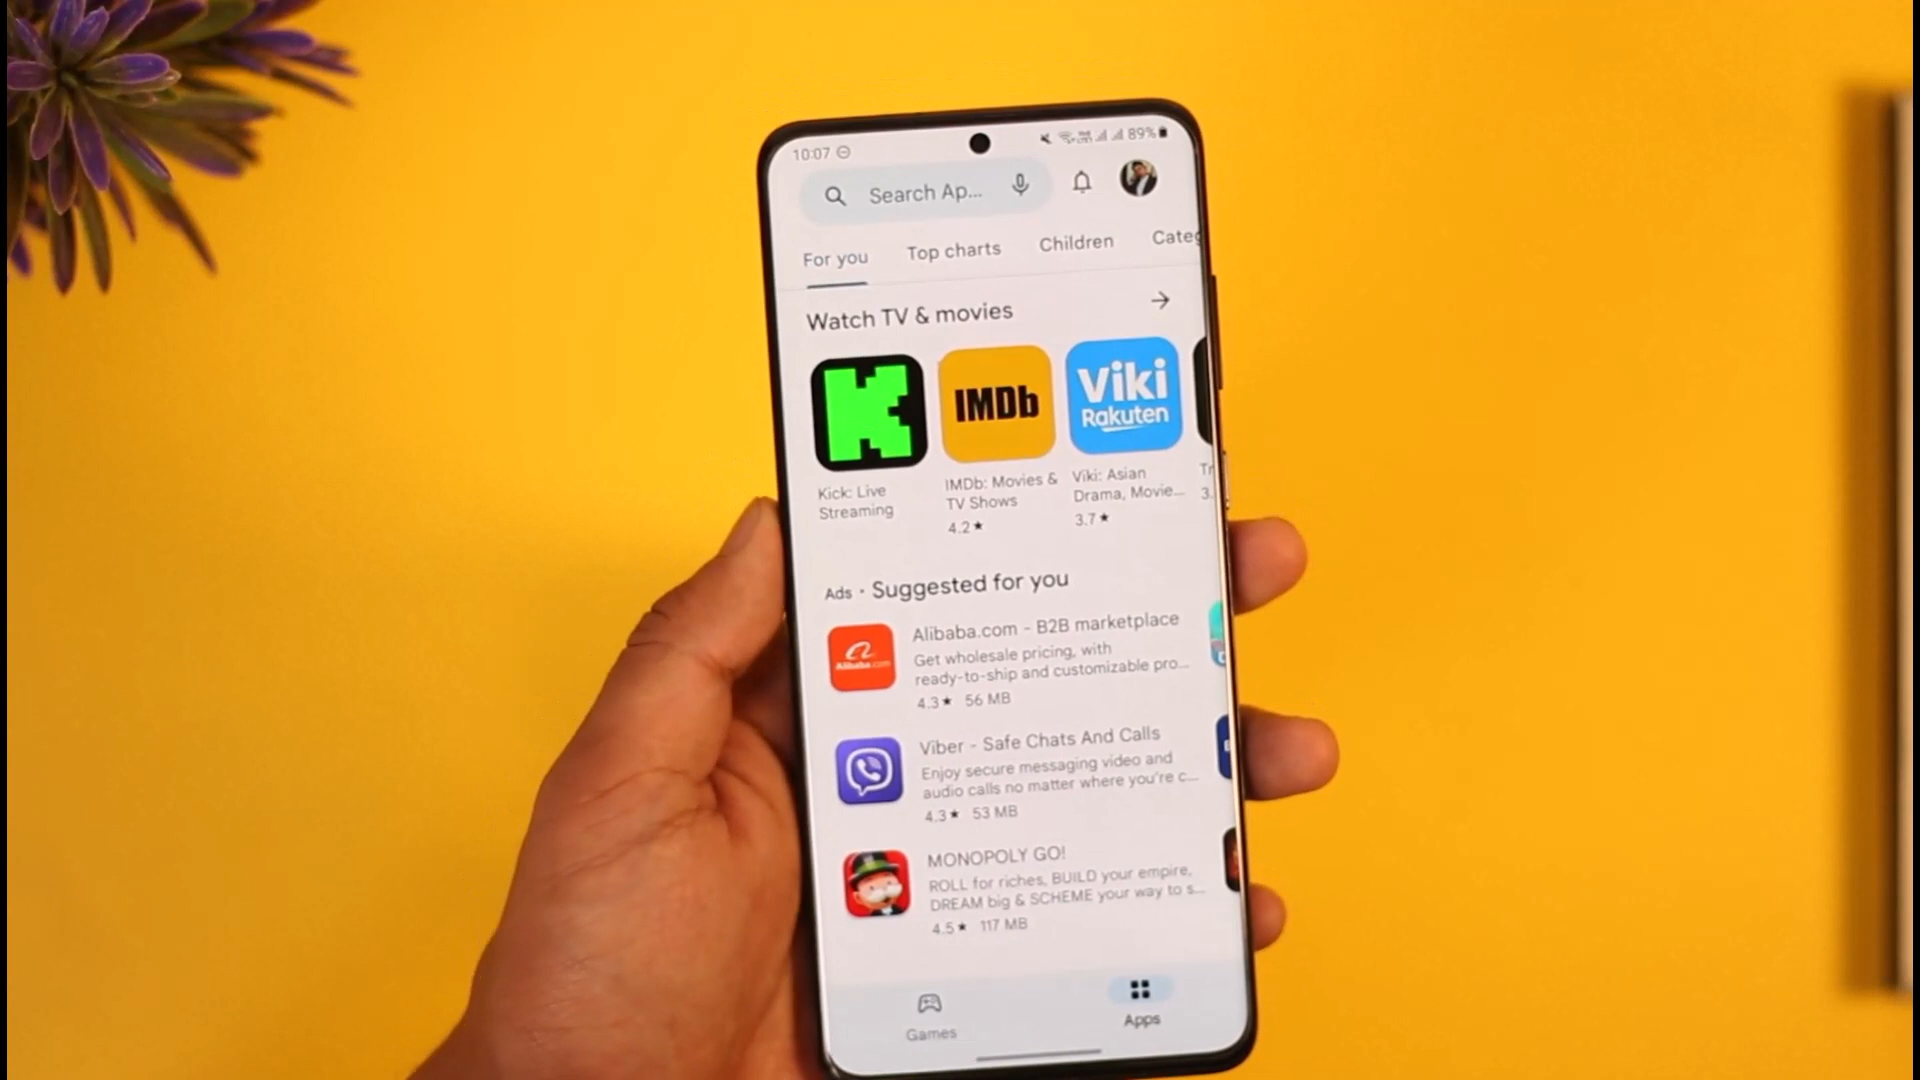 10:07
89%
Search Ap...
For you
Top charts
Children
Categ
Watch TV & movies
K
IMDb
Viki
Rakuten
Kick: Live
Streaming
IMDb: Movies &
TV Shows
4.2★
Viki: Asian
Drama, Movie...
3.7★
Tr
3.
Ads • Suggested for you
Alibaba.com
Alibaba.com - B2B marketplace
Get wholesale pricing, with
ready-to-ship and customizable pro...
4.3★ 56 MB
Viber - Safe Chats And Calls
Enjoy secure messaging video and
audio calls no matter where you're c...
4.3★ 53 MB
MONOPOLY GO!
ROLL for riches, BUILD your empire,
DREAM big & SCHEME your way to s...
4.5★ 117 MB
Games
Apps